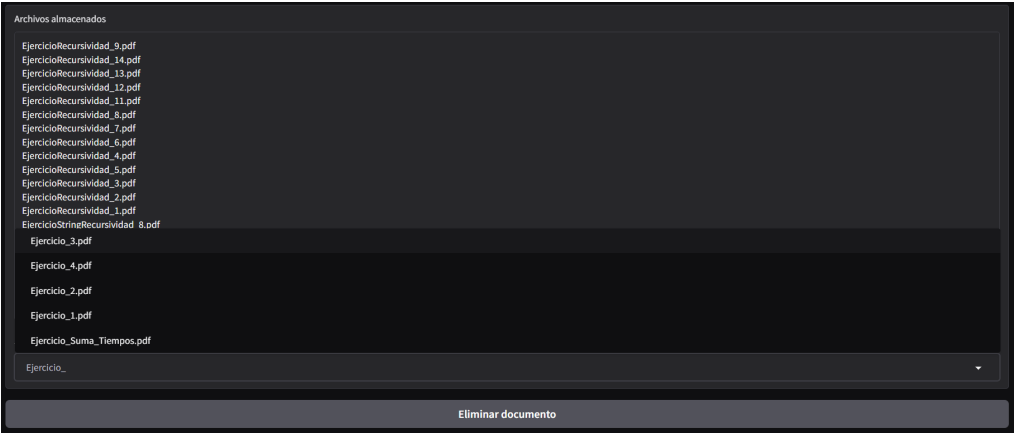 Archivos almacenados
EjercicioRecursividad_9.pdf
EjercicioRecursividad_14.pdf
EjercicioRecursividad_13.pdf
EjercicioRecursividad_12.pdf
EjercicioRecursividad_11.pdf
EjercicioRecursividad_8.pdf
EjercicioRecursividad_7.pdf
EjercicioRecursividad_6.pdf
EjercicioRecursividad_4.pdf
EjercicioRecursividad_5.pdf
EjercicioRecursividad_3.pdf
EjercicioRecursividad_2.pdf
EjercicioRecursividad_1.pdf
EjercicioStringRecursividad_8.pdf
Ejercicio_3.pdf
Ejercicio_4.pdf
Ejercicio_2.pdf
Ejercicio_1.pdf
Ejercicio_Suma_Tiempos.pdf
Ejercicio_
Eliminar documento